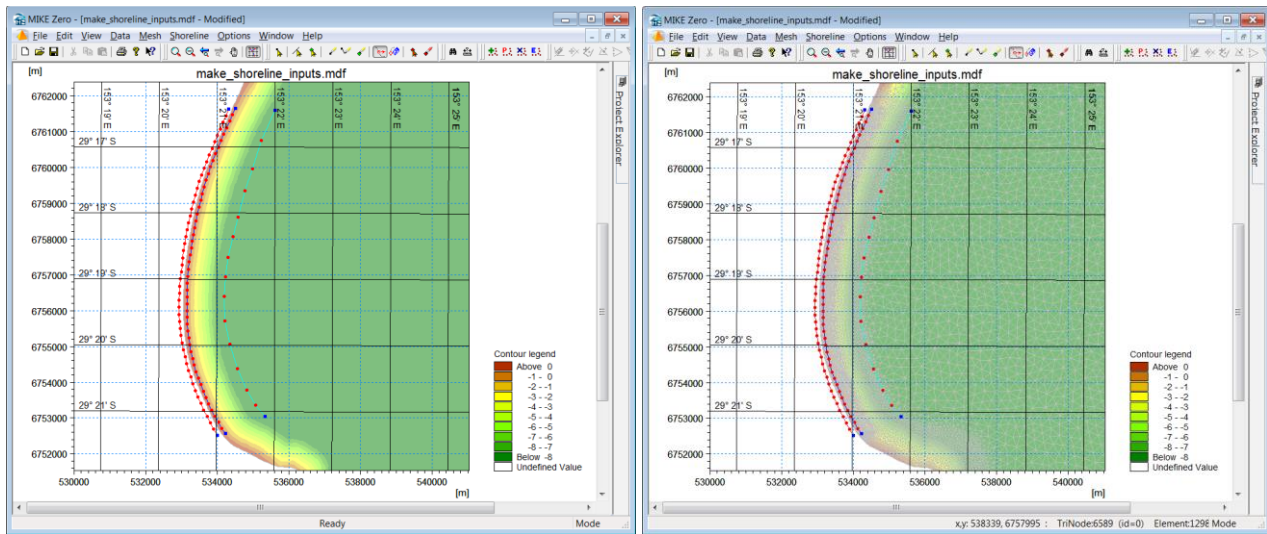 MIKE Zero - [make_shoreline_inputs.mdf - Modified]
File Edit View Data Mesh Shoreline Options Window Help
[m]
make_shoreline_inputs.mdf
6762000
6761000
6760000
6759000
6758000
6757000
6756000
6755000
6754000
6753000
6752000
153° 19' E
153° 20' E
153° 21' E
153° 22' E
153° 23' E
153° 24' E
153° 25' E
29° 17' S
29° 18' S
29° 19' S
29° 20' S
29° 21' S
Contour legend
Above 0
-1 - 0
-2 - -1
-3 - -2
-4 - -3
-5 - -4
-6 - -5
-7 - -6
-8 - -7
Below -8
Undefined Value
530000 532000 534000 536000 538000 540000
[m]
Project Explorer
Ready Mode
MIKE Zero - [make_shoreline_inputs.mdf - Modified]
File Edit View Data Mesh Shoreline Options Window Help
[m]
make_shoreline_inputs.mdf
6762000
6761000
6760000
6759000
6758000
6757000
6756000
6755000
6754000
6753000
6752000
153° 19' E
153° 20' E
153° 21' E
153° 22' E
153° 23' E
153° 24' E
153° 25' E
29° 17' S
29° 18' S
29° 19' S
29° 20' S
29° 21' S
Contour legend
Above 0
-1 - 0
-2 - -1
-3 - -2
-4 - -3
-5 - -4
-6 - -5
-7 - -6
-8 - -7
Below -8
Undefined Value
530000 532000 534000 536000 538000 540000
[m]
Project Explorer
x,y: 538339, 6757995 : TriNode:6589 (id=0) Element:1298 Mode